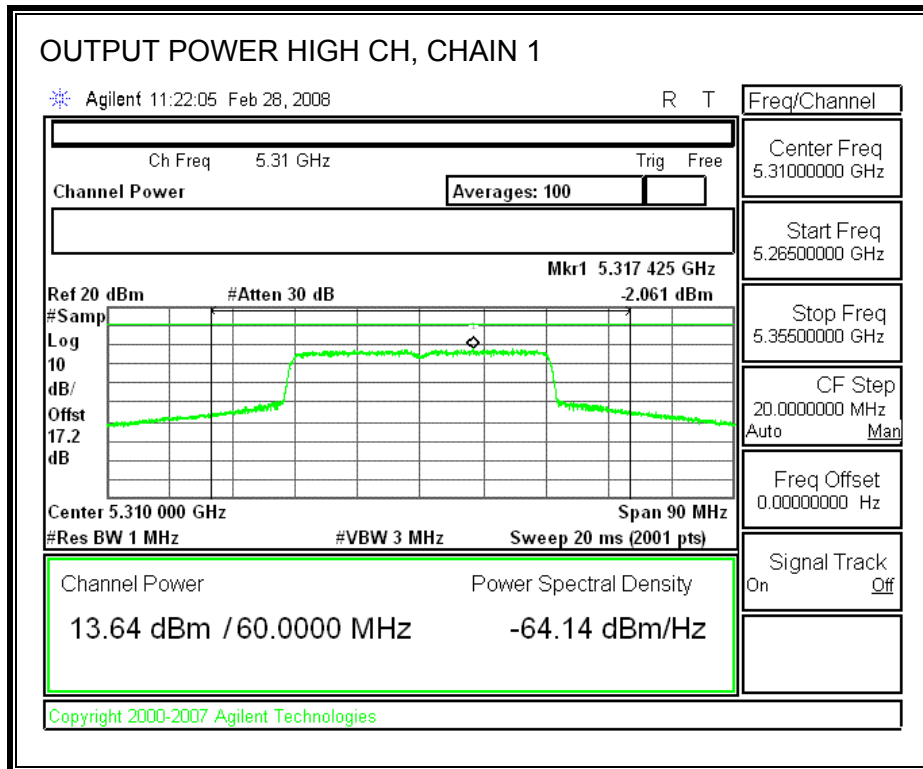 OUTPUT POWER HIGH CH, CHAIN 1
Agilent 11:22:05 Feb 28, 2008 R T
Freq/Channel
Ch Freq 5.31 GHz Trig Free
Channel Power Averages: 100
Mkr1 5.317 425 GHz
Ref 20 dBm #Atten 30 dB -2.061 dBm
#Samp
Log
10
dB/
Offst
17.2
dB
Center 5.310 000 GHz Span 90 MHz
#Res BW 1 MHz #VBW 3 MHz Sweep 20 ms (2001 pts)
Channel Power Power Spectral Density
13.64 dBm / 60.0000 MHz -64.14 dBm/Hz
Center Freq
5.31000000 GHz
Start Freq
5.26500000 GHz
Stop Freq
5.35500000 GHz
CF Step
20.0000000 MHz
Auto Man
Freq Offset
0.00000000 Hz
Signal Track
On Off
Copyright 2000-2007 Agilent Technologies